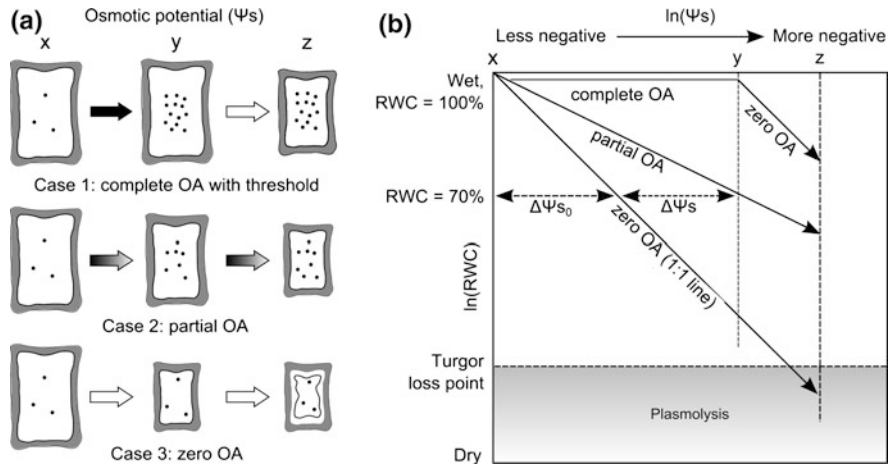 (a)
Osmotic potential (Ψs)
x y z
Case 1: complete OA with threshold
Case 2: partial OA
Case 3: zero OA
(b)
ln(Ψs)
Less negative More negative
x y z
Wet,
RWC = 100%
complete OA
zero OA
partial OA
RWC = 70%
ΔΨs₀ ΔΨs
zero OA (1:1 line)
ln(RWC)
Turgor
loss point
Plasmolysis
Dry